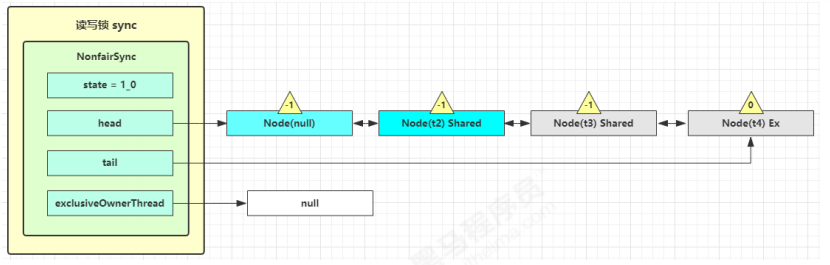 读写锁 sync
NonfairSync
state = 1_0
head
tail
exclusiveOwnerThread
-1
Node(null)
-1
Node(t2) Shared
-1
Node(t3) Shared
0
Node(t4) Ex
null
黑马程序员